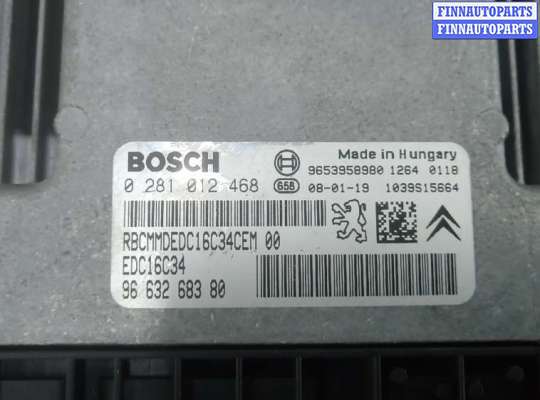 FINNAUTOPARTS
FINNAUTOPARTS
FINNAUTOPARTS
BOSCH
Made in Hungary
9653958980 1264 0118
0 281 012 468 658 08-01-19 1039S15664
RBCMMDEDC16C34CEM 00
EDC16C34
96 632 683 80